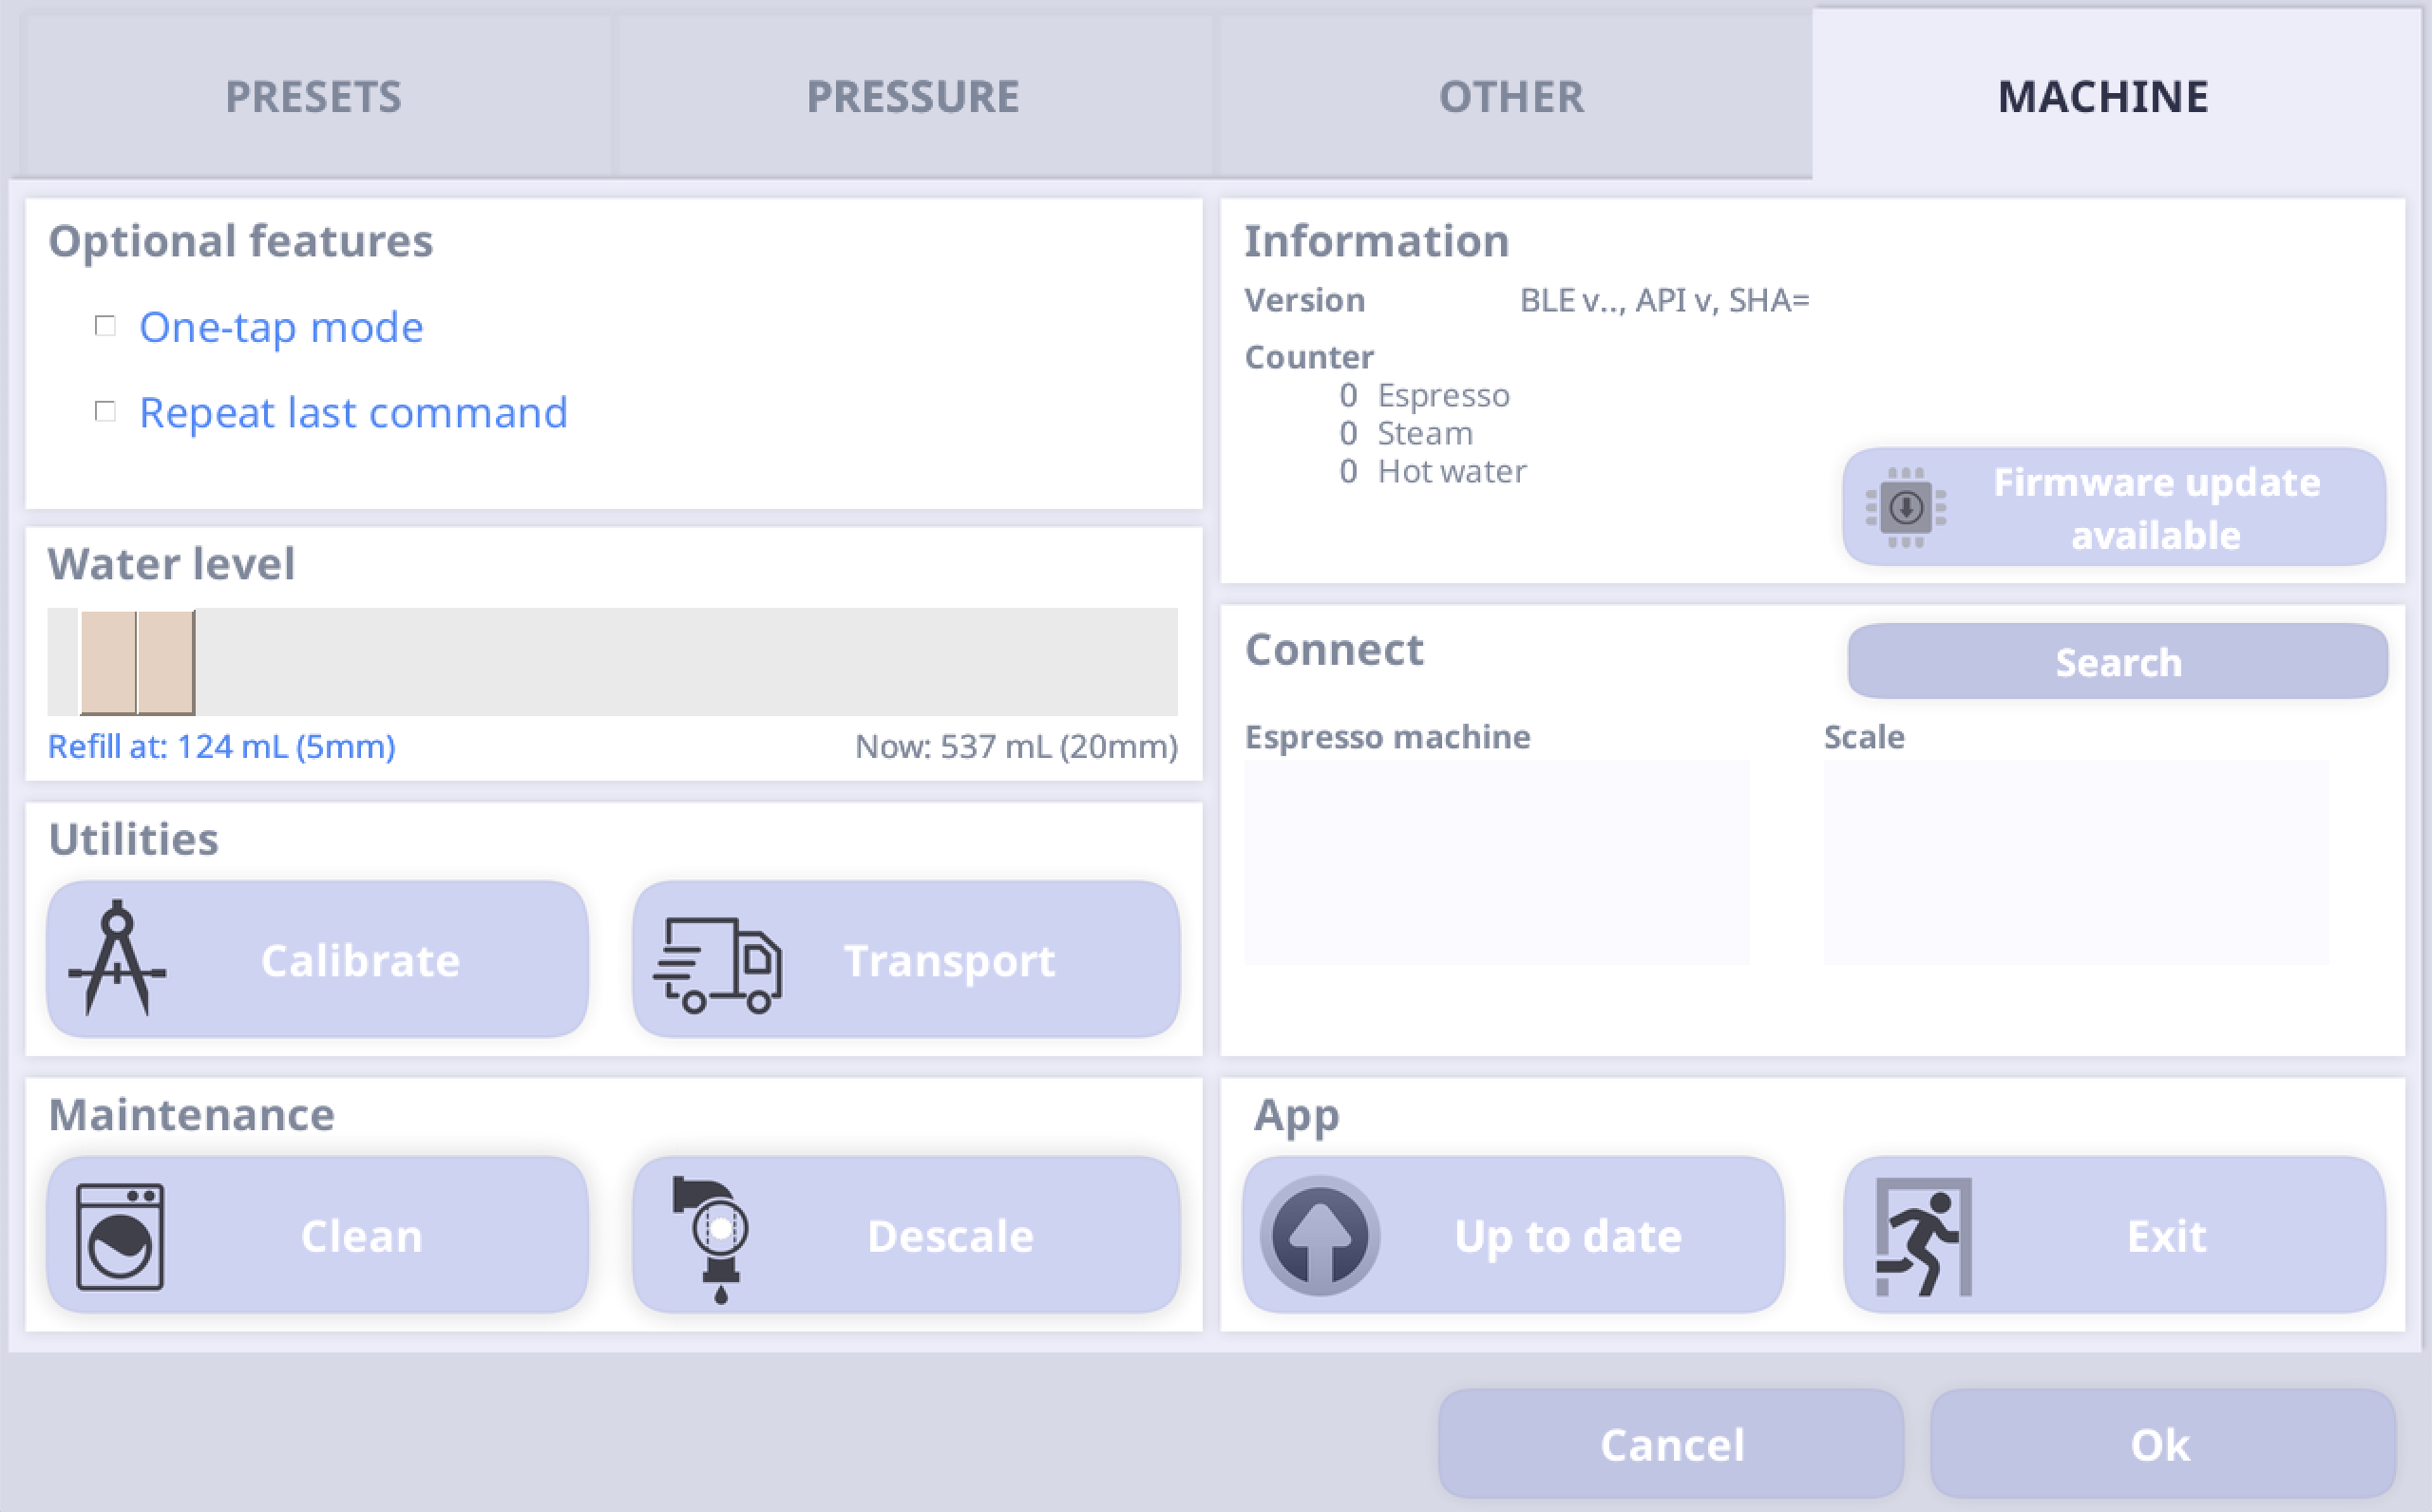 PRESETS
PRESSURE
OTHER
MACHINE
Optional features
One-tap mode
Repeat last command
Water level
Refill at: 124 mL (5mm)
Now: 537 mL (20mm)
Utilities
Calibrate
Transport
Maintenance
Clean
Descale
Information
Version BLE v.., API v, SHA=
Counter
0 Espresso
0 Steam
0 Hot water
Firmware update
available
Connect
Search
Espresso machine
Scale
App
Up to date
Exit
Cancel
Ok